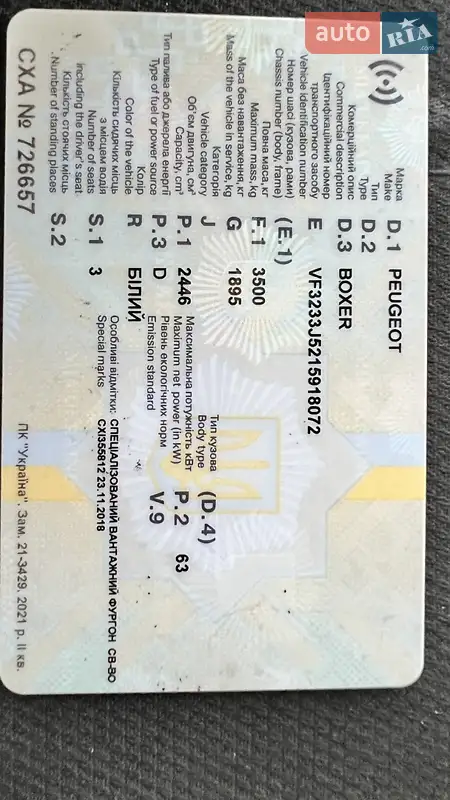 auto RIA.com
Марка
Make D.1 PEUGEOT
Тип
Type D.2
Комерційний опис
Commercial description D.3 BOXER
Ідентифікаційний номер
транспортного засобу
Vehicle identification number E VF3233J5215918072
Номер шасі (кузова, рами)
Chassis number (body, frame) (E.1)
Повна маса, кг
Maximum mass, kg F.1 3500
Маса без навантаження, кг
Mass of the vehicle in service, kg G 1895
Категорія
Vehicle category J
Тип кузова
Body type (D.4)
Об'єм двигуна, см³
Capacity, cm³ P.1 2446
Максимальна потужність кВт
Maximum net power (in kW) P.2 63
Тип палива або джерела енергії
Type of fuel or power source P.3 D
Рівень екологічних норм
Emission standard V.9
Колір
Color of the vehicle R БІЛИЙ
Кількість сидячих місць
з місцем водія
Number of seats
including the driver's seat S.1 3
Кількість стоячих місць
Number of standing places S.2
Особливі відмітки: СПЕЦІАЛІЗОВАНИЙ ВАНТАЖНИЙ ФУРГОН СВ-ВО
Special marks СХІ355812 23.11.2018
СХА № 726657
ПК "Україна". Зам. 21-3429. 2021 р. ІІ кв.